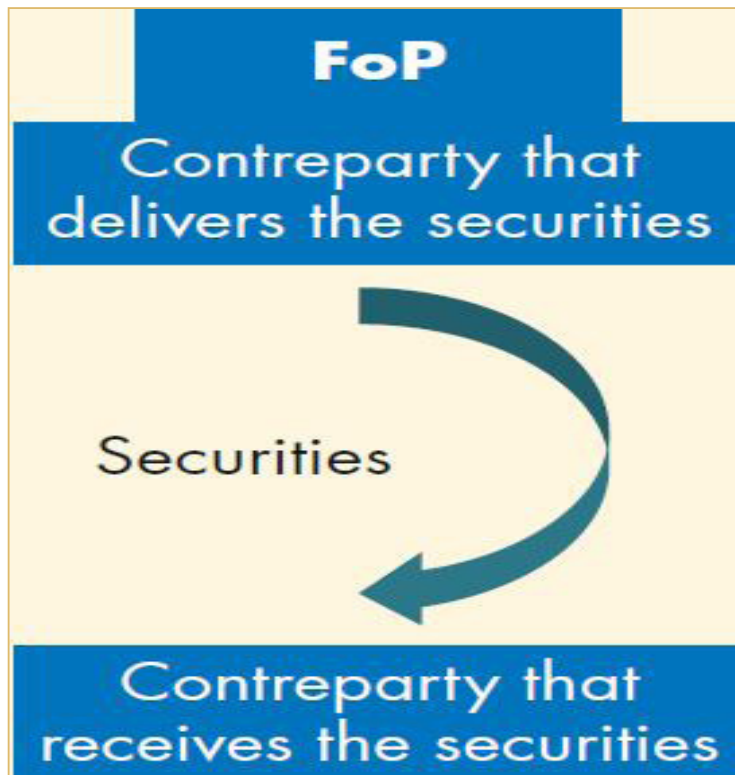 FoP
Contreparty that
delivers the securities
Securities
Contreparty that
receives the securities